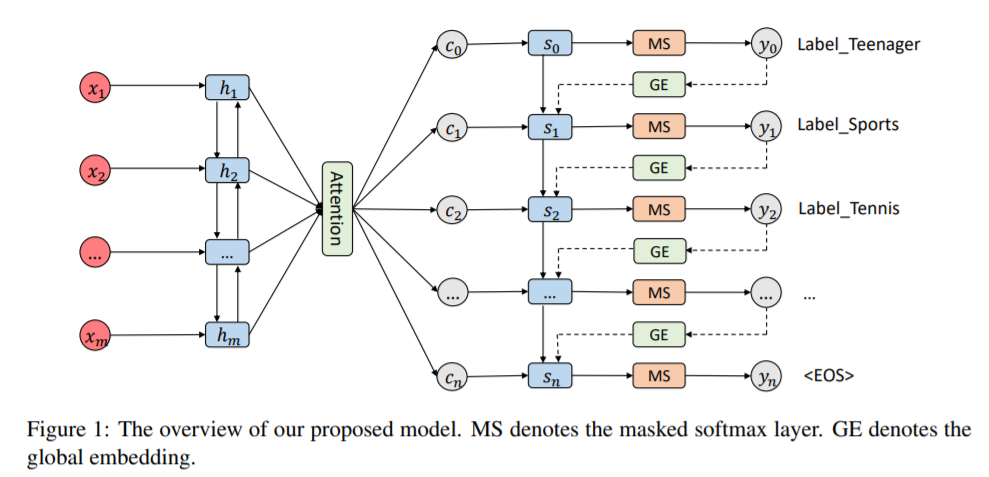 c₀ s₀ MS y₀ Label_Teenager
x₁ h₁ GE
c₁ s₁ MS y₁ Label_Sports
x₂ h₂ GE
Attention
c₂ s₂ MS y₂ Label_Tennis
... ... GE
... ... MS ... ...
xₘ hₘ GE
cₙ sₙ MS yₙ <EOS>
Figure 1: The overview of our proposed model. MS denotes the masked softmax layer. GE denotes the
global embedding.